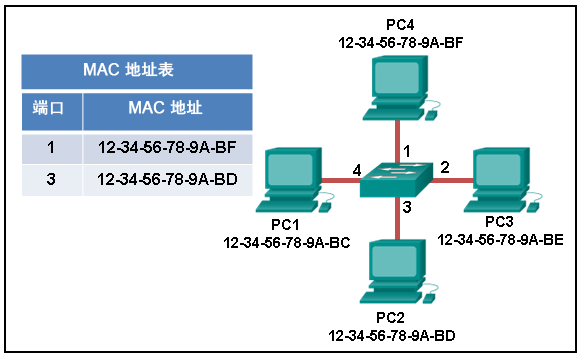 PC4
12-34-56-78-9A-BF
MAC 地址表
端口 MAC 地址
1 12-34-56-78-9A-BF
3 12-34-56-78-9A-BD
1
4 2
3
PC1
12-34-56-78-9A-BC
PC3
12-34-56-78-9A-BE
PC2
12-34-56-78-9A-BD